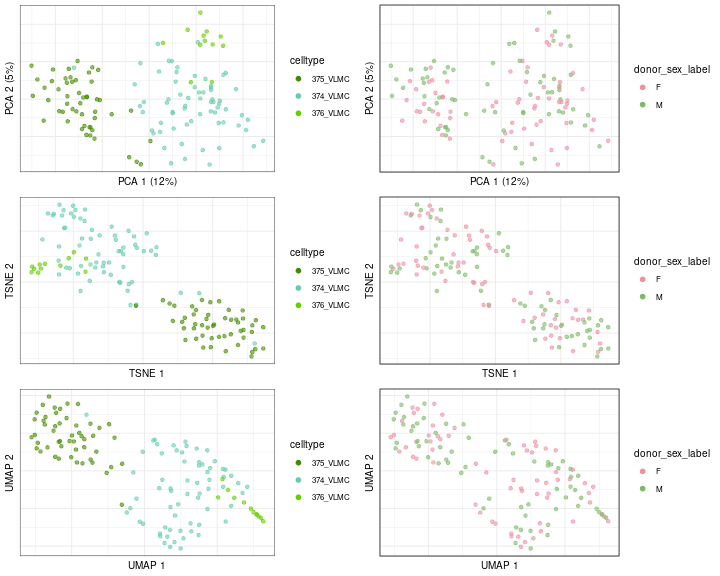 PCA 2 (5%)
PCA 1 (12%)
celltype
375_VLMC
374_VLMC
376_VLMC
PCA 2 (5%)
PCA 1 (12%)
donor_sex_label
F
M
TSNE 2
TSNE 1
celltype
375_VLMC
374_VLMC
376_VLMC
TSNE 2
TSNE 1
donor_sex_label
F
M
UMAP 2
UMAP 1
celltype
375_VLMC
374_VLMC
376_VLMC
UMAP 2
UMAP 1
donor_sex_label
F
M